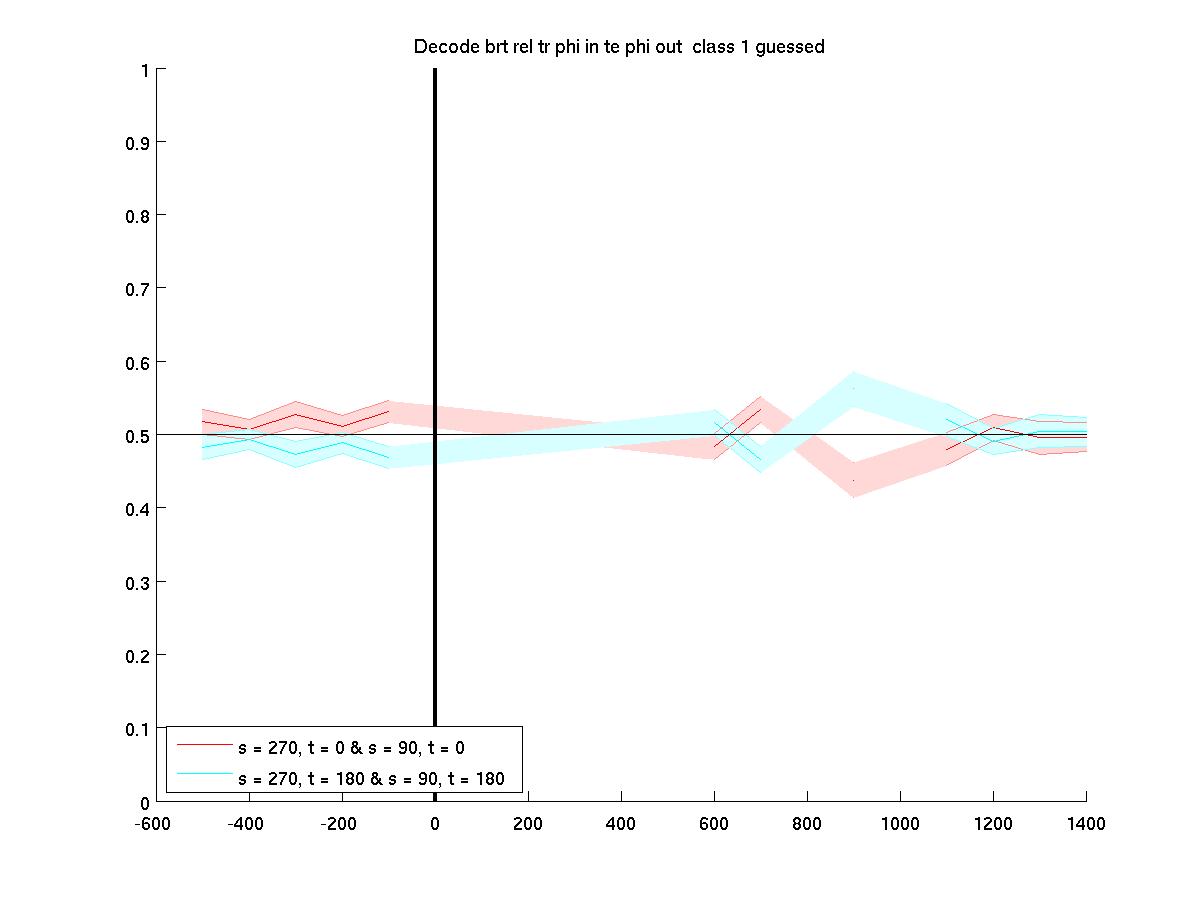 Decode brt rel tr phi in te phi out  class 1 guessed
1
0.9
0.8
0.7
0.6
0.5
0.4
0.3
0.2
0.1
0
s = 270, t = 0 & s = 90, t = 0
s = 270, t = 180 & s = 90, t = 180
-600 -400 -200 0 200 400 600 800 1000 1200 1400